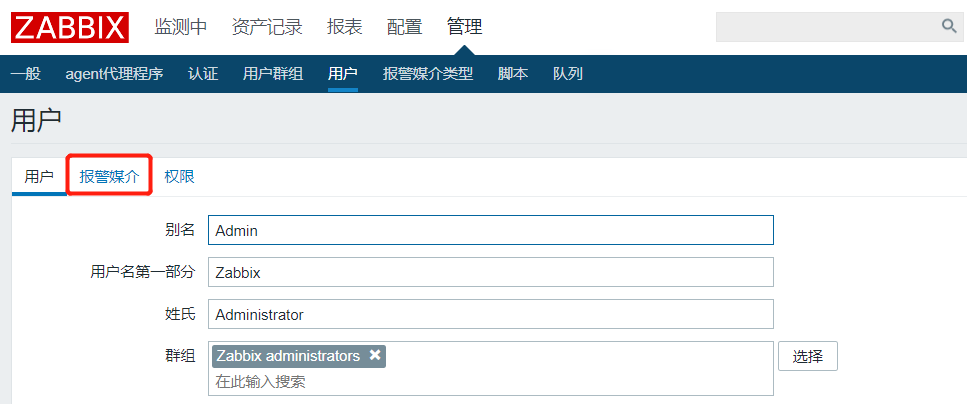 ZABBIX 监测中 资产记录 报表 配置 管理
一般 agent代理程序 认证 用户群组 用户 报警媒介类型 脚本 队列
用户
用户 报警媒介 权限
别名 Admin
用户名第一部分 Zabbix
姓氏 Administrator
群组 Zabbix administrators 选择
在此输入搜索